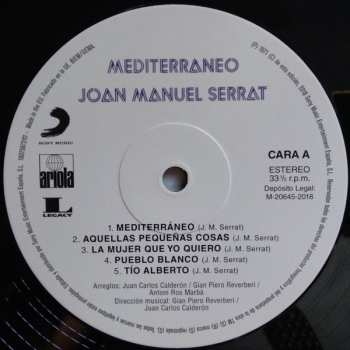 MEDITERRANEO
JOAN MANUEL SERRAT
SONY MUSIC
ariola
L
LEGACY
CARA A
ESTEREO
33 ⅓ r.p.m.
Depósito Legal:
M-20645-2018
1. MEDITERRÁNEO (J. M. Serrat)
2. AQUELLAS PEQUEÑAS COSAS (J. M. Serrat)
3. LA MUJER QUE YO QUIERO (J. M. Serrat)
4. PUEBLO BLANCO (J. M. Serrat)
5. TÍO ALBERTO (J. M. Serrat)
Arreglos: Juan Carlos Calderón / Gian Piero Reverberi /
Antoni Ros Marbà
Dirección musical: Gian Piero Reverberi /
Juan Carlos Calderón